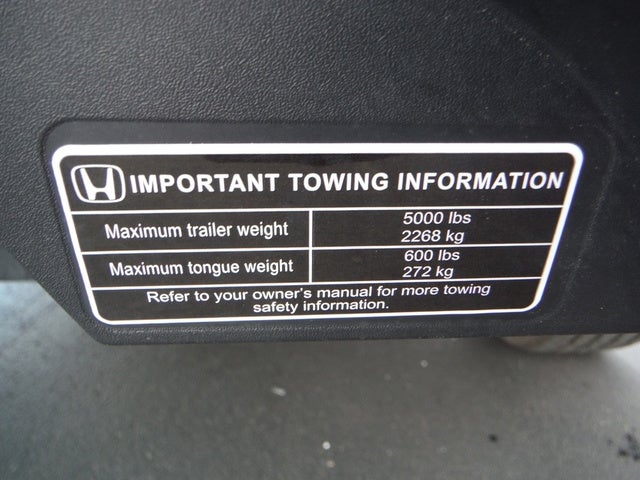 IMPORTANT TOWING INFORMATION
Maximum trailer weight
5000 lbs
2268 kg
Maximum tongue weight
600 lbs
272 kg
Refer to your owner's manual for more towing
safety information.